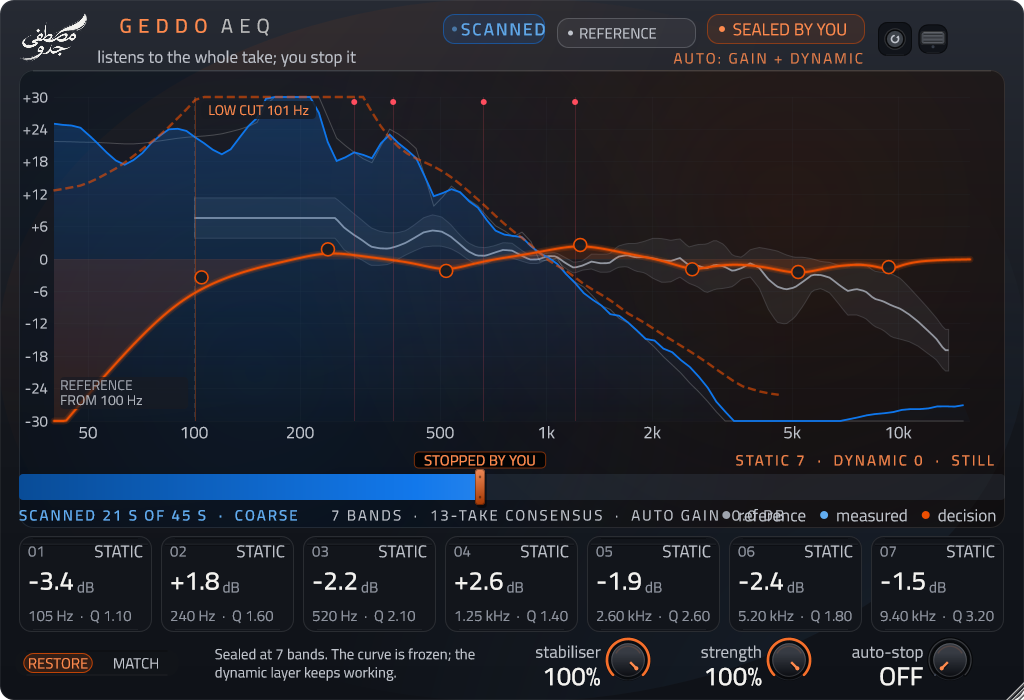 مصطفى جدو
GEDDO AEQ
listens to the whole take; you stop it
SCANNED
REFERENCE
SEALED BY YOU
AUTO: GAIN + DYNAMIC
+30
+24
+18
+12
+6
0
-6
-12
-18
-24
-30
LOW CUT 101 Hz
REFERENCE
FROM 100 Hz
50 100 200 500 1k 2k 5k 10k
STOPPED BY YOU
STATIC 7 · DYNAMIC 0 · STILL
SCANNED 21 S OF 45 S · COARSE 7 BANDS · 13-TAKE CONSENSUS · AUTO GAIN +0.0 DB
reference measured decision
01 STATIC 02 STATIC 03 STATIC 04 STATIC 05 STATIC 06 STATIC 07 STATIC
-3.4 dB +1.8 dB -2.2 dB +2.6 dB -1.9 dB -2.4 dB -1.5 dB
105 Hz · Q 1.10 240 Hz · Q 1.60 520 Hz · Q 2.10 1.25 kHz · Q 1.40 2.60 kHz · Q 2.60 5.20 kHz · Q 1.80 9.40 kHz · Q 3.20
RESTORE MATCH
Sealed at 7 bands. The curve is frozen; the
dynamic layer keeps working.
stabiliser
100%
strength
100%
auto-stop
OFF